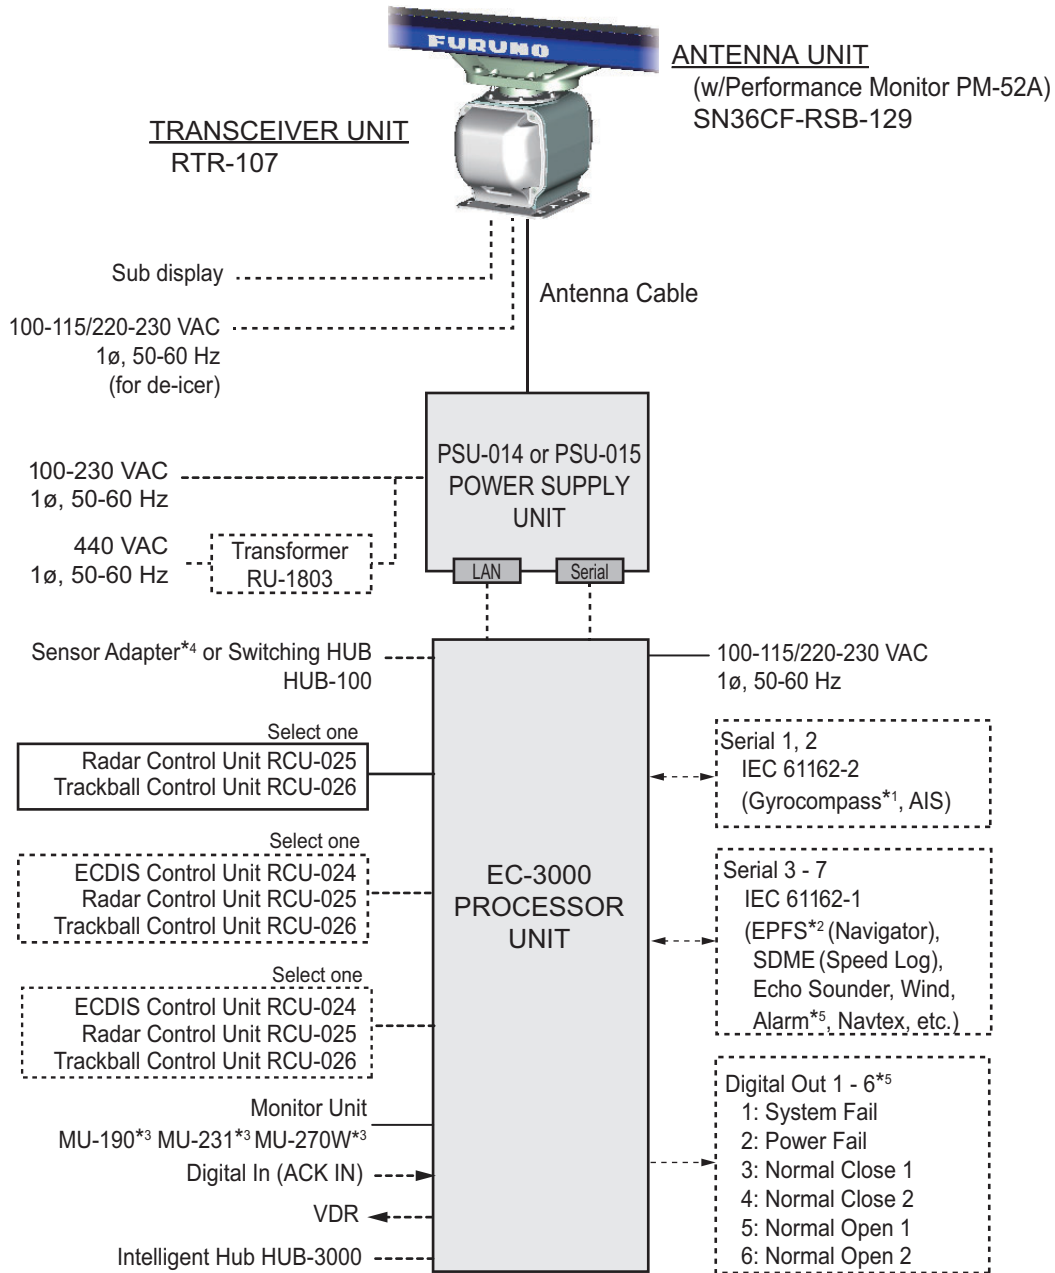 FURUNO
ANTENNA UNIT
(w/Performance Monitor PM-52A)
SN36CF-RSB-129
TRANSCEIVER UNIT
RTR-107
Sub display
Antenna Cable
100-115/220-230 VAC
1ø, 50-60 Hz
(for de-icer)
PSU-014 or PSU-015
POWER SUPPLY
UNIT
100-230 VAC
1ø, 50-60 Hz
440 VAC
1ø, 50-60 Hz
Transformer
RU-1803
LAN
Serial
Sensor Adapter*4 or Switching HUB
HUB-100
100-115/220-230 VAC
1ø, 50-60 Hz
Select one
Radar Control Unit RCU-025
Trackball Control Unit RCU-026
Serial 1, 2
IEC 61162-2
(Gyrocompass*1, AIS)
Select one
ECDIS Control Unit RCU-024
Radar Control Unit RCU-025
Trackball Control Unit RCU-026
EC-3000
PROCESSOR
UNIT
Serial 3 - 7
IEC 61162-1
(EPFS*2 (Navigator),
SDME (Speed Log),
Echo Sounder, Wind,
Alarm*5, Navtex, etc.)
Select one
ECDIS Control Unit RCU-024
Radar Control Unit RCU-025
Trackball Control Unit RCU-026
Monitor Unit
MU-190*3 MU-231*3 MU-270W*3
Digital In (ACK IN)
VDR
Intelligent Hub HUB-3000
Digital Out 1 - 6*5
1: System Fail
2: Power Fail
3: Normal Close 1
4: Normal Close 2
5: Normal Open 1
6: Normal Open 2